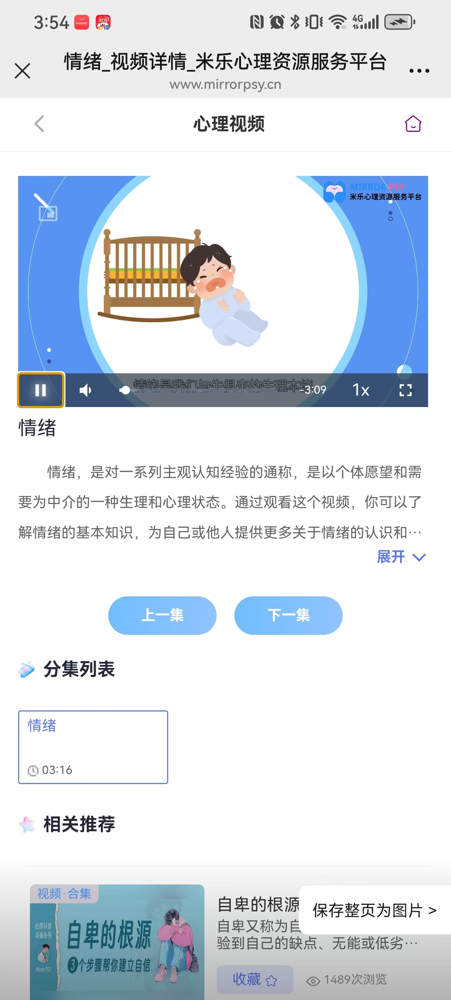 3:54
HUAWEI
11.11
4G
情绪_视频详情_米乐心理资源服务平台
www.mirrorpsy.cn
心理视频
MIRROR PSY
米乐心理资源服务平台
情绪是我们与生俱来的生理本能
-3:09
1x
情绪
情绪，是对一系列主观认知经验的通称，是以个体愿望和需
要为中介的一种生理和心理状态。通过观看这个视频，你可以了
解情绪的基本知识，为自己或他人提供更多关于情绪的认识和…
展开
上一集
下一集
分集列表
情绪
03:16
相关推荐
视频·合集
心理科普
动画系列
Mirror PSY
自卑的根源
3个步骤帮你建立自信
自卑的根源
自卑又称为自
验到自己的缺点、无能或低劣…
保存整页为图片 >
收藏
1489次浏览